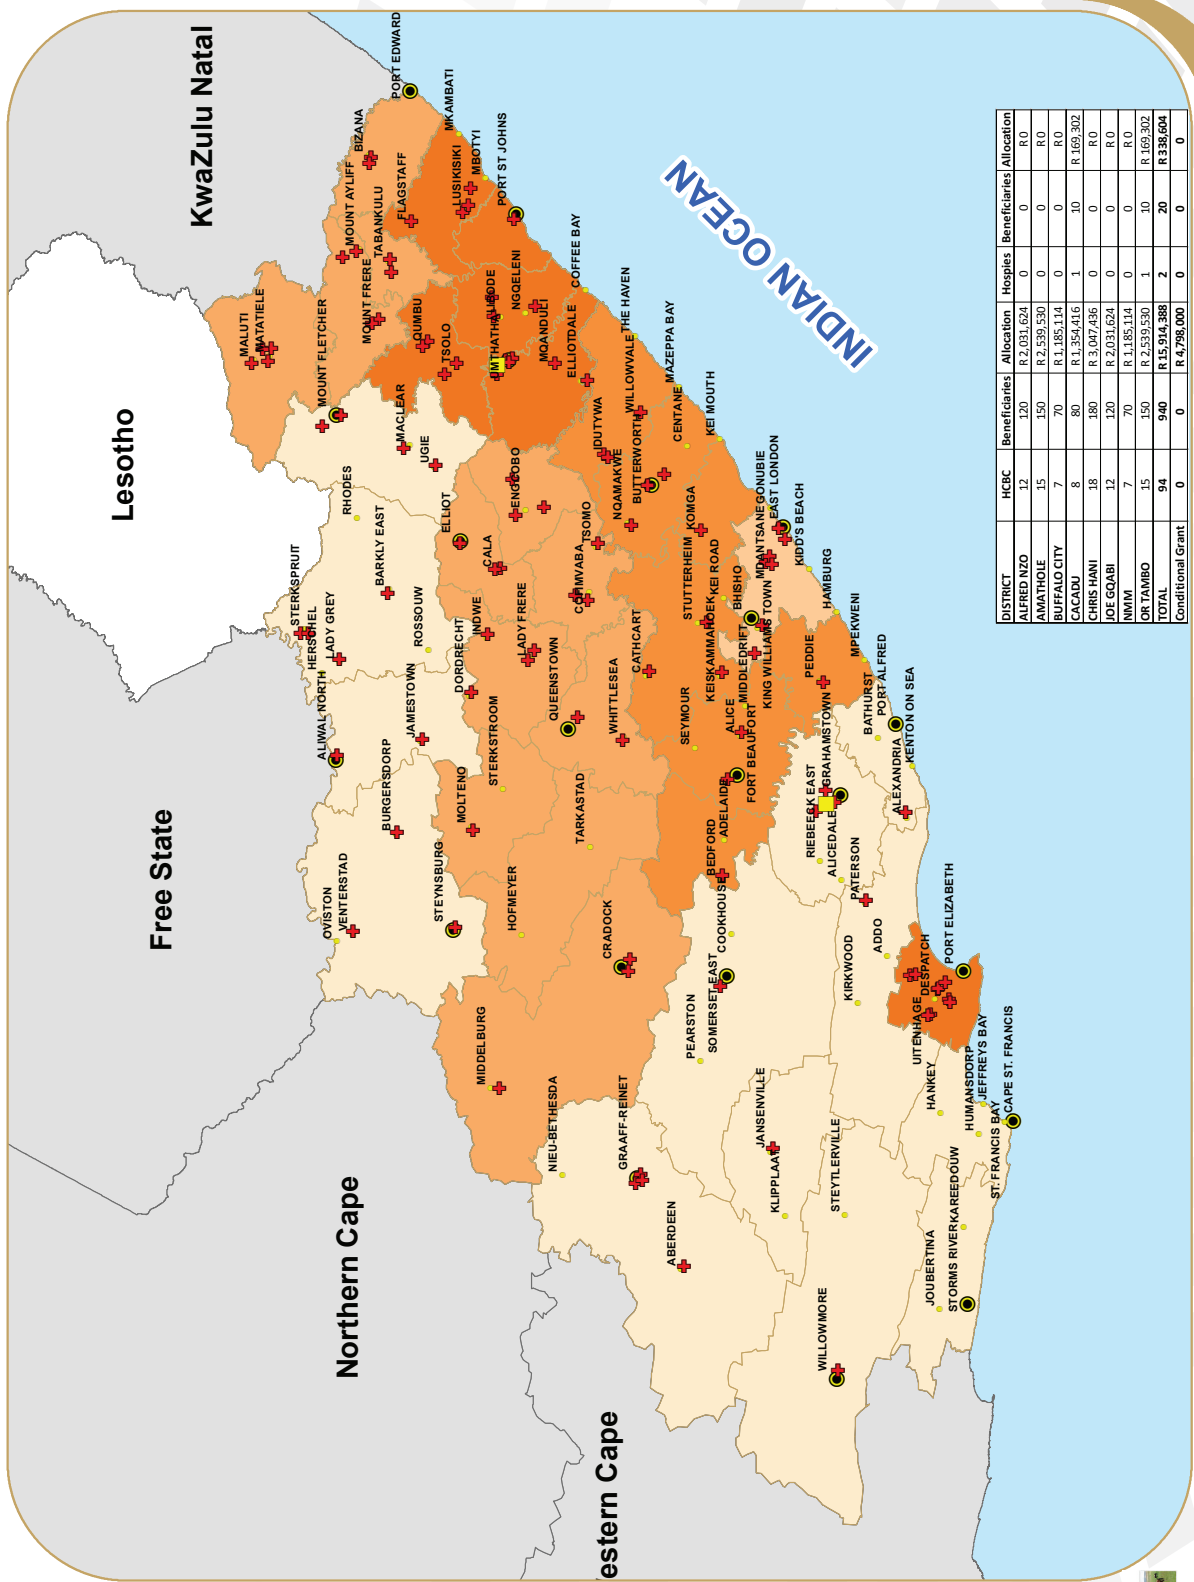 KwaZulu Natal
Lesotho
Free State
Northern Cape
estern Cape
INDIAN OCEAN
PORT EDWARD
BIZANA
MKAMBATI
MOUNT AYLIFF
FLAGSTAFF
LUSIKISIKI
MBOTYI
TABANKULU
PORT ST JOHNS
MOUNT FRERE
MALUTI
MATATIELE
MOUNT FLETCHER
QUMBU
TSOLO
LIBODE
NGQELENI
UMTHATHA
MQANDULI
COFFEE BAY
ELLIOTDALE
THE HAVEN
MACLEAR
UGIE
RHODES
ELLIOT
ENGCOBO
CALA
IDUTYWA
WILLOWVALE
MAZEPPA BAY
NQAMAKWE
BUTTERWORTH
CENTANE
KEI MOUTH
TSOMO
COFIMVABA
KOMGA
STERKSPRUIT
HERSCHEL
LADY GREY
BARKLY EAST
ROSSOUW
DORDRECHT
INDWE
LADY FRERE
CATHCART
STUTTERHEIM
KEI ROAD
BHISHO
MDANTSANE
GONUBIE
EAST LONDON
KIDD'S BEACH
KEISKAMMAHOEK
MIDDLEDRIFT
KING WILLIAMS TOWN
HAMBURG
ALIWAL NORTH
JAMESTOWN
BURGERSDORP
STERKSTROOM
MOLTENO
QUEENSTOWN
WHITTLESEA
SEYMOUR
ALICE
FORT BEAUFORT
PEDDIE
MPEKWENI
OVISTON
VENTERSTAD
STEYNSBURG
HOFMEYER
TARKASTAD
CRADOCK
ADELAIDE
BEDFORD
COOKHOUSE
SOMERSET EAST
PEARSTON
GRAHAMSTOWN
RIEBEECK EAST
ALICEDALE
PATERSON
BATHURST
PORT ALFRED
KENTON ON SEA
ALEXANDRIA
ADDO
KIRKWOOD
MIDDELBURG
NIEU-BETHESDA
GRAAFF-REINET
ABERDEEN
JANSENVILLE
KLIPPLAAT
STEYTLERVILLE
WILLOWMORE
UITENHAGE
DESPATCH
PORT ELIZABETH
HANKEY
HUMANSDORP
JEFFREYS BAY
ST. FRANCIS BAY
CAPE ST. FRANCIS
KAREEDOUW
STORMS RIVER
JOUBERTINA
DISTRICT HCBC Beneficiaries Allocation Hospies Beneficiaries Allocation
ALFRED NZO 12 120 R 2,031,624 0 0 R 0
AMATHOLE 15 150 R 2,539,530 0 0 R 0
BUFFALO CITY 7 70 R 1,185,114 0 0 R 0
CACADU 8 80 R 1,354,416 1 10 R 169,302
CHRIS HANI 18 180 R 3,047,436 0 0 R 0
JOE GQABI 12 120 R 2,031,624 0 0 R 0
NMM 7 70 R 1,185,114 0 0 R 0
OR TAMBO 15 150 R 2,539,530 1 10 R 169,302
TOTAL 94 940 R 15,914,388 2 20 R 338,604
Conditional Grant 0 0 R 4,798,000 0 0 0